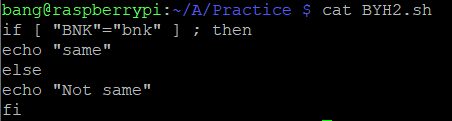 bang@raspberrypi:~/A/Practice $ cat BYH2.sh
if [ "BNK"="bnk" ] ; then
echo "same"
else
echo "Not same"
fi